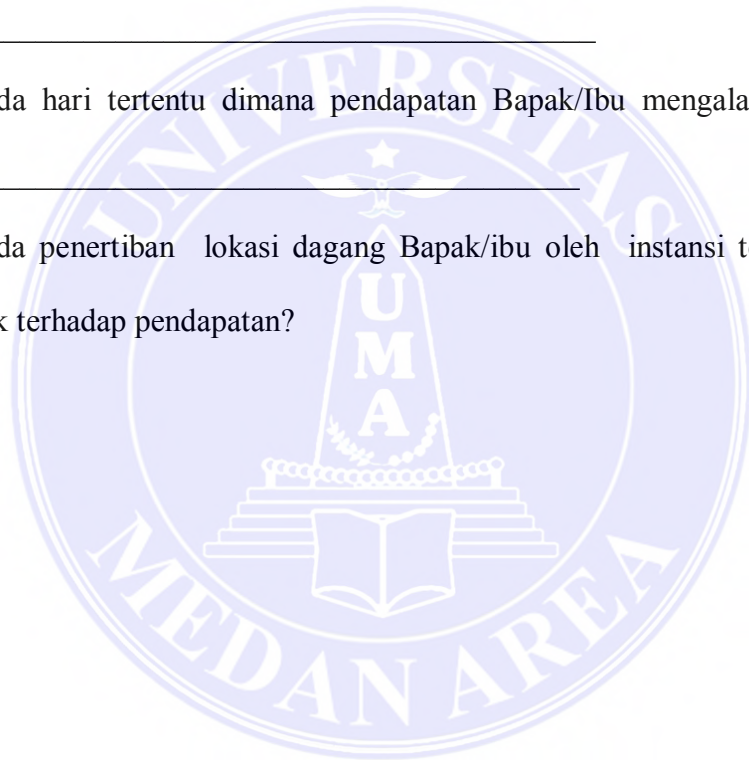 da hari tertentu dimana pendapatan Bapak/Ibu
da penertiban lokasi dagang Bapak/ibu oleh instansi
terhadap pendapatan?
UNIVERSITAS
UMA
MEDAN AREA